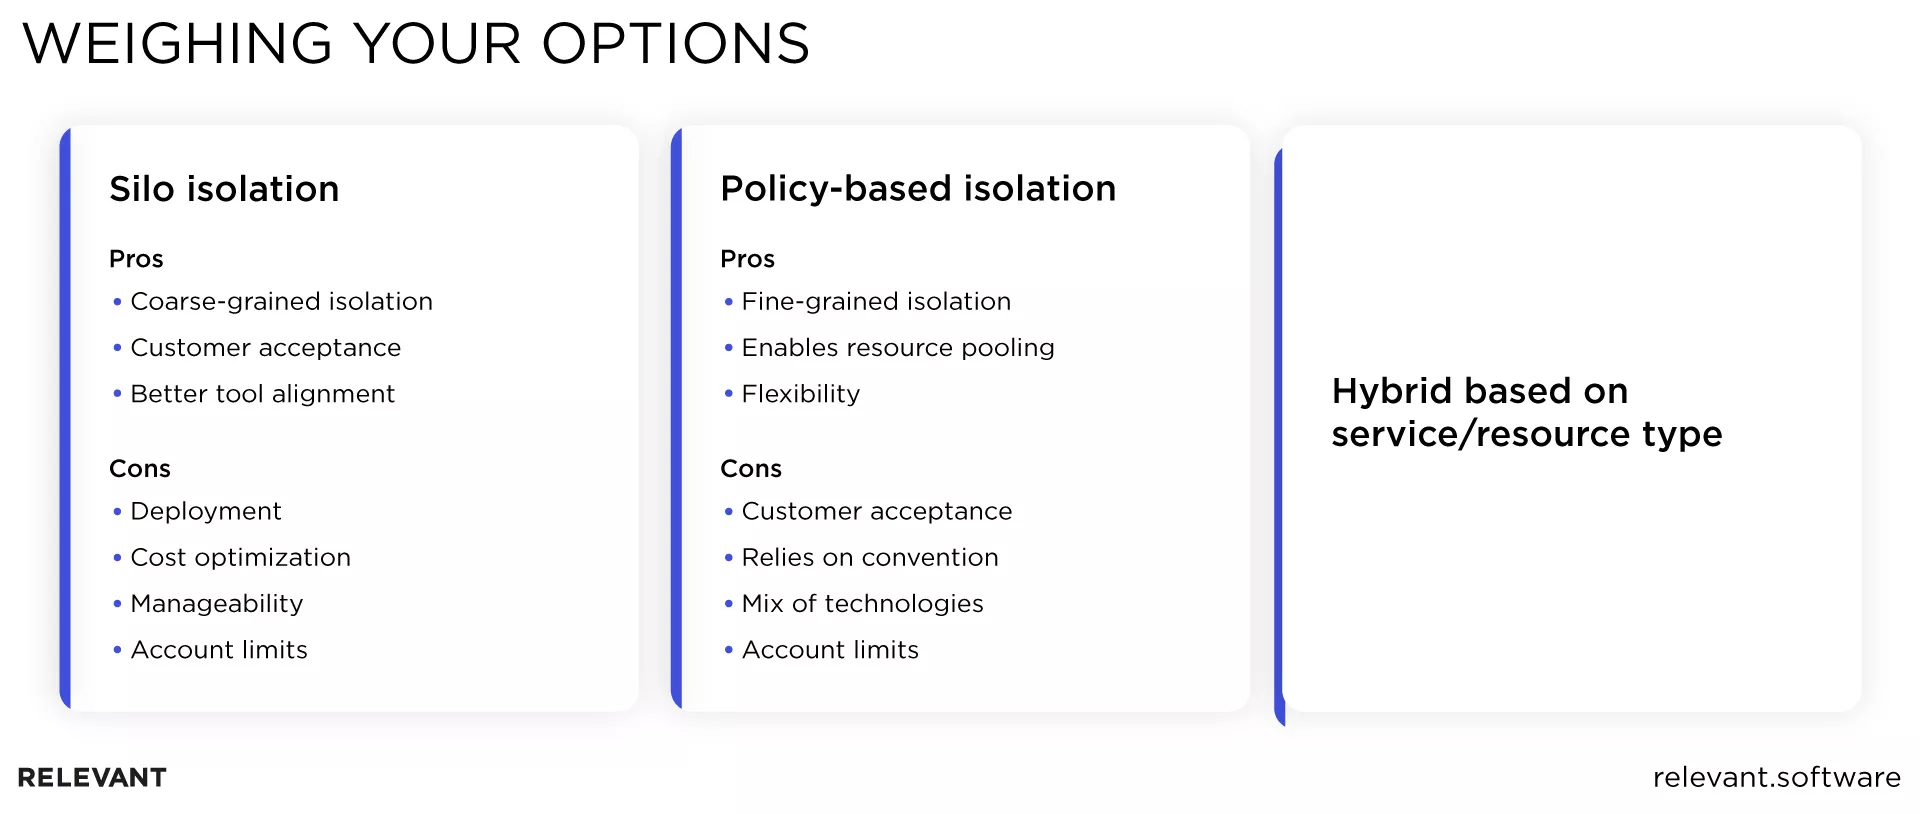 WEIGHING YOUR OPTIONS
Silo isolation
Pros
• Coarse-grained isolation
• Customer acceptance
• Better tool alignment
Cons
• Deployment
• Cost optimization
• Manageability
• Account limits
Policy-based isolation
Pros
• Fine-grained isolation
• Enables resource pooling
• Flexibility
Cons
• Customer acceptance
• Relies on convention
• Mix of technologies
• Account limits
Hybrid based on
service/resource type
RELEVANT
relevant.software